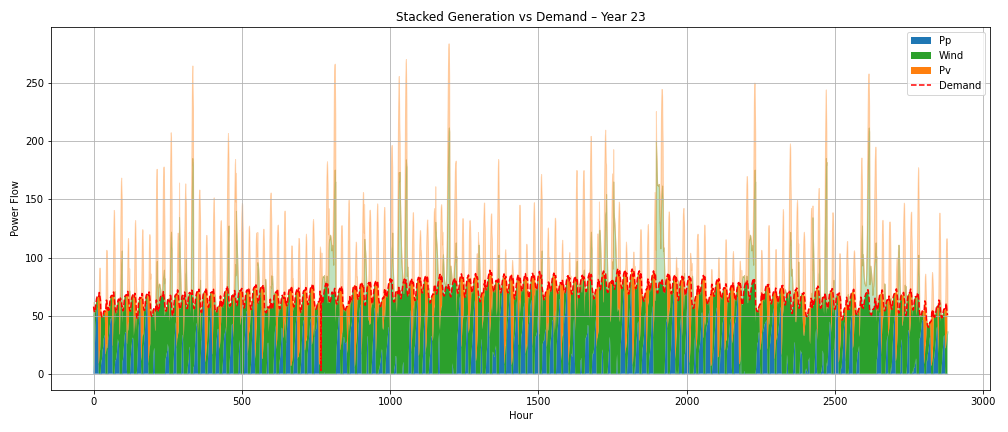 Stacked Generation vs Demand – Year 23
Pp
Wind
Pv
Demand
Power Flow
250
200
150
100
50
0
0 500 1000 1500 2000 2500 3000
Hour